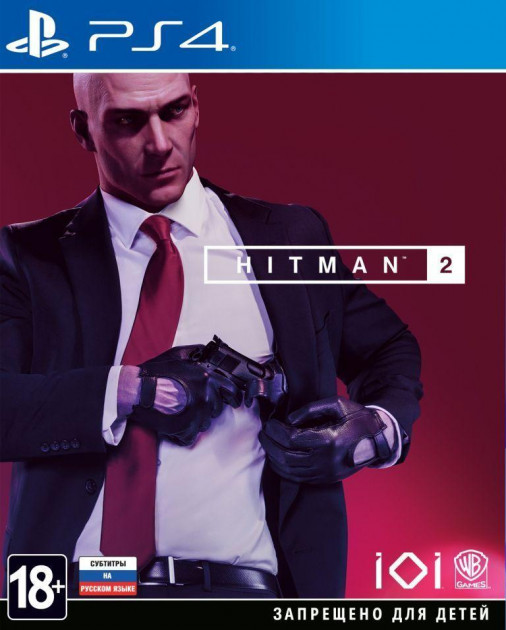 PS4
HITMAN™ 2
18+
СУБТИТРЫ
НА
РУССКОМ ЯЗЫКЕ
iOi
WB
GAMES
ЗАПРЕЩЕНО ДЛЯ ДЕТЕЙ